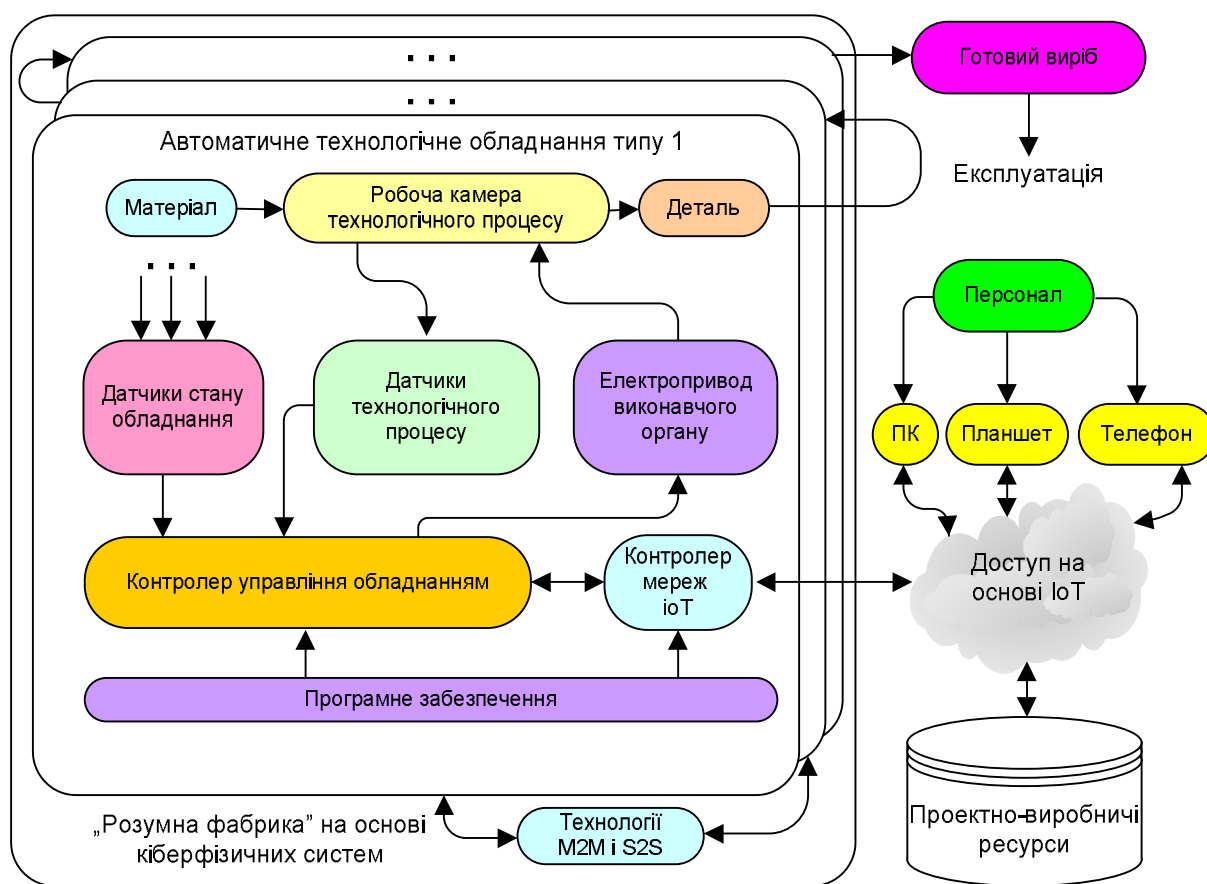 . . .
. . .
Готовий виріб
Автоматичне технологічне обладнання типу 1
Експлуатація
Матеріал
Робоча камера
технологічного процесу
Деталь
. . .
Персонал
Датчики стану
обладнання
Датчики
технологічного
процесу
Електропривод
виконавчого
органу
ПК
Планшет
Телефон
Контролер управління обладнанням
Контролер
мереж
іоТ
Доступ на
основі ІоТ
Програмне забезпечення
„Розумна фабрика” на основі
кіберфізичних систем
Технології
М2М і S2S
Проектно-виробничі
ресурси